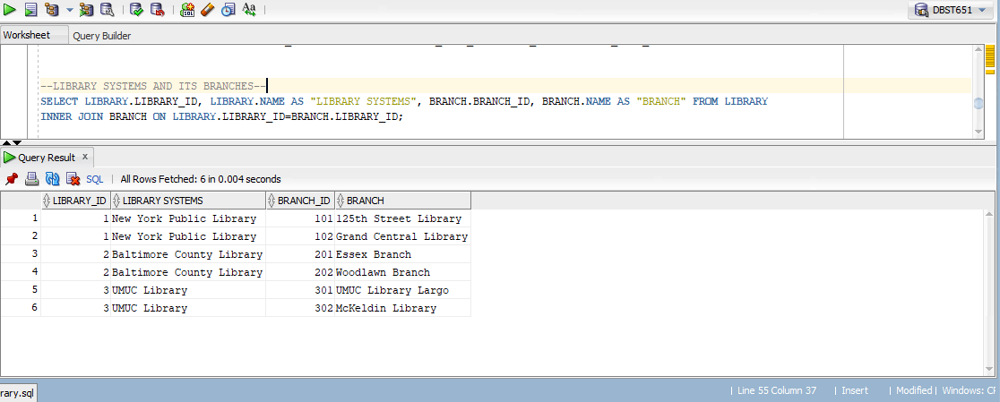 DBST651
Worksheet Query Builder
--LIBRARY SYSTEMS AND ITS BRANCHES--
SELECT LIBRARY.LIBRARY_ID, LIBRARY.NAME AS "LIBRARY SYSTEMS", BRANCH.BRANCH_ID, BRANCH.NAME AS "BRANCH" FROM LIBRARY
INNER JOIN BRANCH ON LIBRARY.LIBRARY_ID=BRANCH.LIBRARY_ID;
Query Result x
SQL | All Rows Fetched: 6 in 0.004 seconds
LIBRARY_ID LIBRARY SYSTEMS BRANCH_ID BRANCH
1 1 New York Public Library 101 125th Street Library
2 1 New York Public Library 102 Grand Central Library
3 2 Baltimore County Library 201 Essex Branch
4 2 Baltimore County Library 202 Woodlawn Branch
5 3 UMUC Library 301 UMUC Library Largo
6 3 UMUC Library 302 McKeldin Library
rary.sql | Line 55 Column 37 | Insert | Modified | Windows: CF